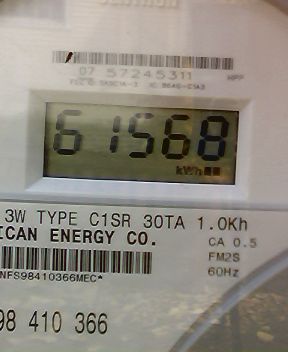 07 57245311 HPP
61568
kWh
3W TYPE C1SR 30TA 1.0Kh
ICAN ENERGY CO.
CA 0.5
FM2S
60Hz
NFS98410366MEC*
98 410 366